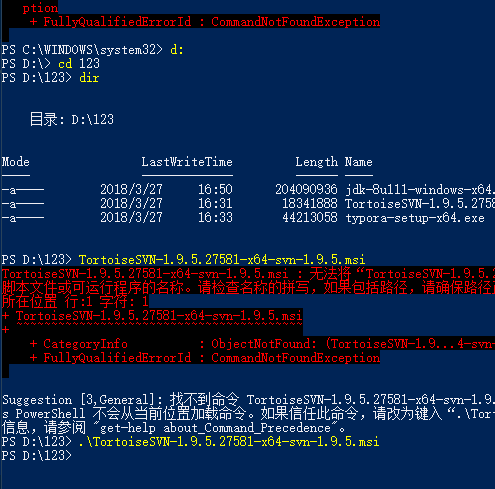 ption
+ FullyQualifiedErrorId : CommandNotFoundException
PS C:\WINDOWS\system32> d:
PS D:\> cd 123
PS D:\123> dir
目录: D:\123
Mode LastWriteTime Length Name
---- ------------- ------ ----
-a---- 2018/3/27 16:50 204090936 jdk-8u111-windows-x64.
-a---- 2018/3/27 16:31 18341888 TortoiseSVN-1.9.5.2758
-a---- 2018/3/27 16:33 44213058 typora-setup-x64.exe
PS D:\123> TortoiseSVN-1.9.5.27581-x64-svn-1.9.5.msi
TortoiseSVN-1.9.5.27581-x64-svn-1.9.5.msi : 无法将“TortoiseSVN-1.9.5.2
脚本文件或可运行程序的名称。请检查名称的拼写，如果包括路径，请确保路径
所在位置 行:1 字符: 1
+ TortoiseSVN-1.9.5.27581-x64-svn-1.9.5.msi
+ ~~~~~~~~~~~~~~~~~~~~~~~~~~~~~~~~~~~~~~~~~
+ CategoryInfo : ObjectNotFound: (TortoiseSVN-1.9...4-svn-
+ FullyQualifiedErrorId : CommandNotFoundException
Suggestion [3,General]: 找不到命令 TortoiseSVN-1.9.5.27581-x64-svn-1.9.5.
s PowerShell 不会从当前位置加载命令。如果信任此命令，请改为键入“.\Tort
信息，请参阅 "get-help about_Command_Precedence"。
PS D:\123> .\TortoiseSVN-1.9.5.27581-x64-svn-1.9.5.msi
PS D:\123>